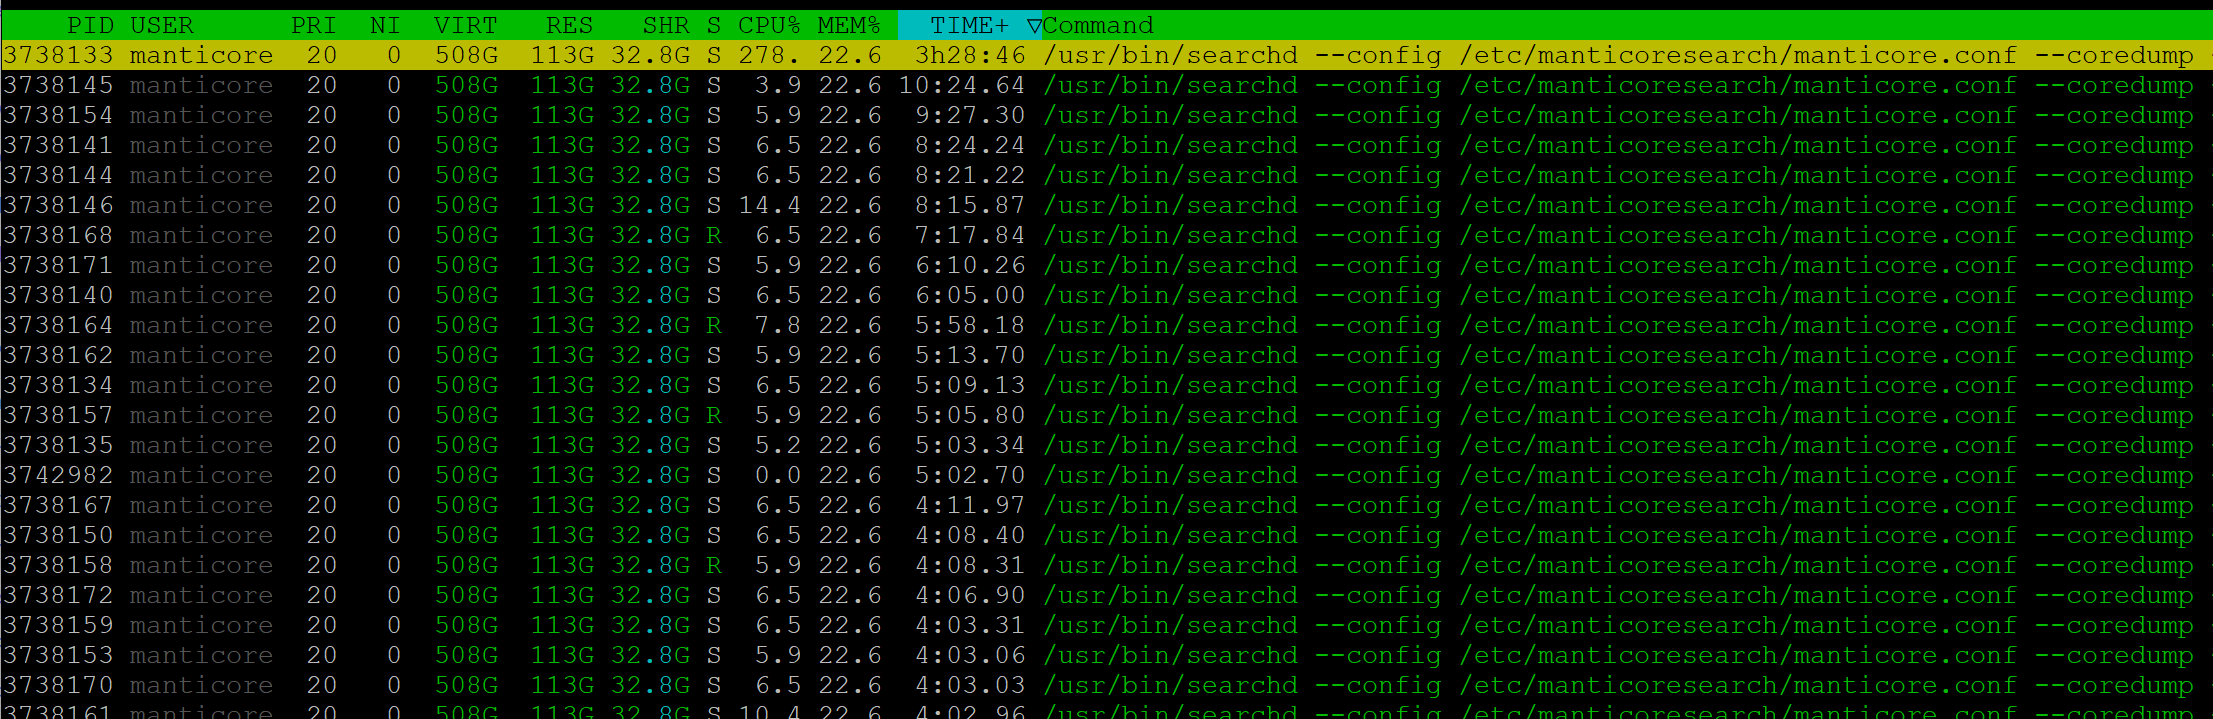 PID USER PRI NI VIRT RES SHR S CPU% MEM% TIME+ ▽Command
3738133 manticore 20 0 508G 113G 32.8G S 278. 22.6 3h28:46 /usr/bin/searchd --config /etc/manticoresearch/manticore.conf --coredump
3738145 manticore 20 0 508G 113G 32.8G S 3.9 22.6 10:24.64 /usr/bin/searchd --config /etc/manticoresearch/manticore.conf --coredump
3738154 manticore 20 0 508G 113G 32.8G S 5.9 22.6 9:27.30 /usr/bin/searchd --config /etc/manticoresearch/manticore.conf --coredump
3738141 manticore 20 0 508G 113G 32.8G S 6.5 22.6 8:24.24 /usr/bin/searchd --config /etc/manticoresearch/manticore.conf --coredump
3738144 manticore 20 0 508G 113G 32.8G S 6.5 22.6 8:21.22 /usr/bin/searchd --config /etc/manticoresearch/manticore.conf --coredump
3738146 manticore 20 0 508G 113G 32.8G S 14.4 22.6 8:15.87 /usr/bin/searchd --config /etc/manticoresearch/manticore.conf --coredump
3738168 manticore 20 0 508G 113G 32.8G R 6.5 22.6 7:17.84 /usr/bin/searchd --config /etc/manticoresearch/manticore.conf --coredump
3738171 manticore 20 0 508G 113G 32.8G S 5.9 22.6 6:10.26 /usr/bin/searchd --config /etc/manticoresearch/manticore.conf --coredump
3738140 manticore 20 0 508G 113G 32.8G S 6.5 22.6 6:05.00 /usr/bin/searchd --config /etc/manticoresearch/manticore.conf --coredump
3738164 manticore 20 0 508G 113G 32.8G R 7.8 22.6 5:58.18 /usr/bin/searchd --config /etc/manticoresearch/manticore.conf --coredump
3738162 manticore 20 0 508G 113G 32.8G S 5.9 22.6 5:13.70 /usr/bin/searchd --config /etc/manticoresearch/manticore.conf --coredump
3738134 manticore 20 0 508G 113G 32.8G S 6.5 22.6 5:09.13 /usr/bin/searchd --config /etc/manticoresearch/manticore.conf --coredump
3738157 manticore 20 0 508G 113G 32.8G R 5.9 22.6 5:05.80 /usr/bin/searchd --config /etc/manticoresearch/manticore.conf --coredump
3738135 manticore 20 0 508G 113G 32.8G S 5.2 22.6 5:03.34 /usr/bin/searchd --config /etc/manticoresearch/manticore.conf --coredump
3742982 manticore 20 0 508G 113G 32.8G S 0.0 22.6 5:02.70 /usr/bin/searchd --config /etc/manticoresearch/manticore.conf --coredump
3738167 manticore 20 0 508G 113G 32.8G S 6.5 22.6 4:11.97 /usr/bin/searchd --config /etc/manticoresearch/manticore.conf --coredump
3738150 manticore 20 0 508G 113G 32.8G S 6.5 22.6 4:08.40 /usr/bin/searchd --config /etc/manticoresearch/manticore.conf --coredump
3738158 manticore 20 0 508G 113G 32.8G R 5.9 22.6 4:08.31 /usr/bin/searchd --config /etc/manticoresearch/manticore.conf --coredump
3738172 manticore 20 0 508G 113G 32.8G S 6.5 22.6 4:06.90 /usr/bin/searchd --config /etc/manticoresearch/manticore.conf --coredump
3738159 manticore 20 0 508G 113G 32.8G S 6.5 22.6 4:03.31 /usr/bin/searchd --config /etc/manticoresearch/manticore.conf --coredump
3738153 manticore 20 0 508G 113G 32.8G S 5.9 22.6 4:03.06 /usr/bin/searchd --config /etc/manticoresearch/manticore.conf --coredump
3738170 manticore 20 0 508G 113G 32.8G S 6.5 22.6 4:03.03 /usr/bin/searchd --config /etc/manticoresearch/manticore.conf --coredump
3738161 manticore 20 0 508G 113G 32.8G S 10.4 22.6 4:02.96 /usr/bin/searchd --config /etc/manticoresearch/manticore.conf --coredump